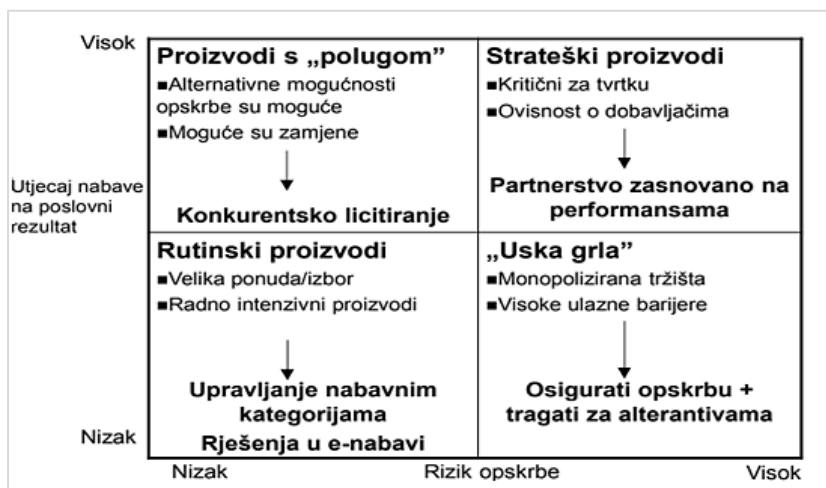 Visok
Proizvodi s „polugom”
■Alternativne mogućnosti
opskrbe su moguće
■Moguće su zamjene
Konkurentsko licitiranje
Strateški proizvodi
■Kritični za tvrtku
■Ovisnost o dobavljačima
Partnerstvo zasnovano na
performansama
Utjecaj nabave
na poslovni
rezultat
Rutinski proizvodi
■Velika ponuda/izbor
■Radno intenzivni proizvodi
Upravljanje nabavnim
kategorijama
Rješenja u e-nabavi
„Uska grla”
■Monopolizirana tržišta
■Visoke ulazne barijere
Osigurati opskrbu +
tragati za alterantivama
Nizak
Nizak
Rizik opskrbe
Visok